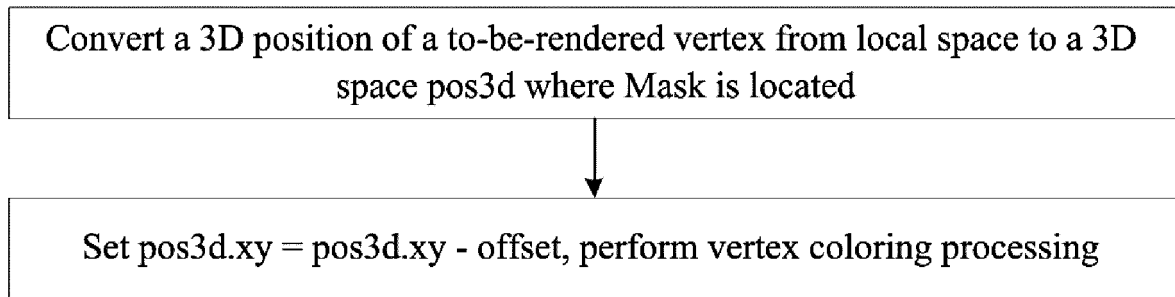 Convert a 3D position of a to-be-rendered vertex from local space to a 3D
space pos3d where Mask is located
Set pos3d.xy = pos3d.xy - offset, perform vertex coloring processing